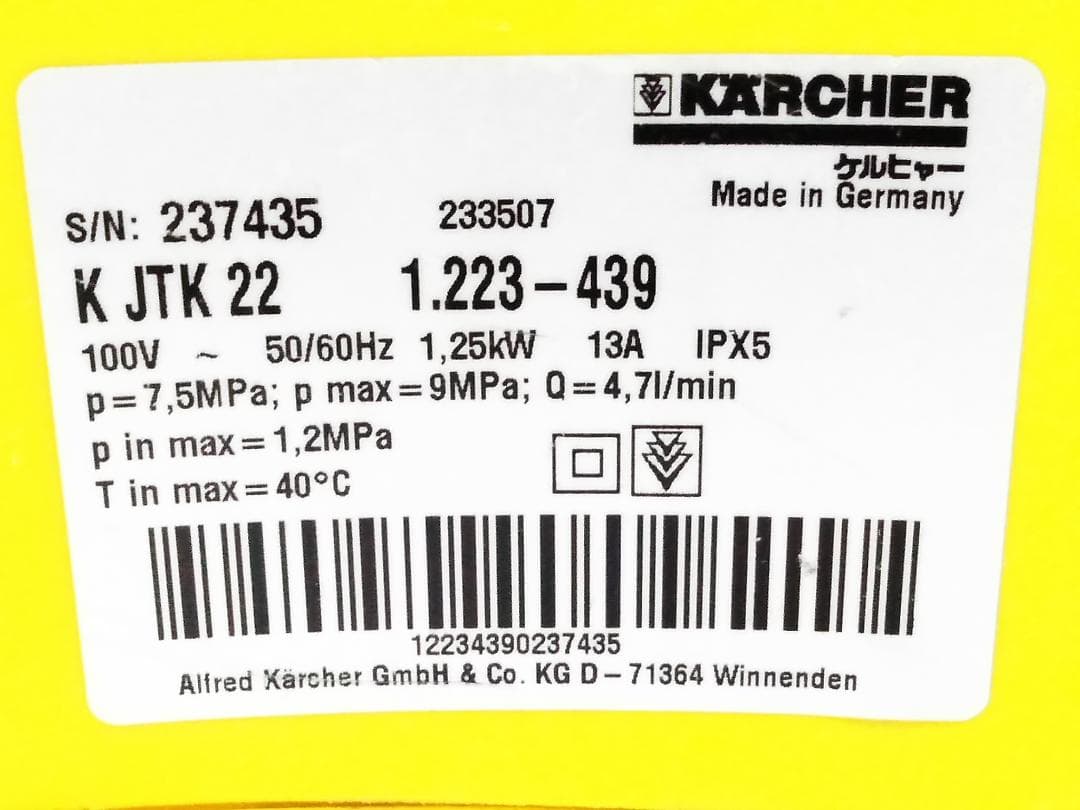 KÄRCHER
ケルヒャー
Made in Germany
S/N: 237435 233507
K JTK 22 1.223-439
100V ~ 50/60Hz 1,25kW 13A IPX5
p=7,5MPa; p max=9MPa; Q=4,7l/min
p in max=1,2MPa
T in max=40°C
12234390237435
Alfred Kärcher GmbH & Co. KG D-71364 Winnenden